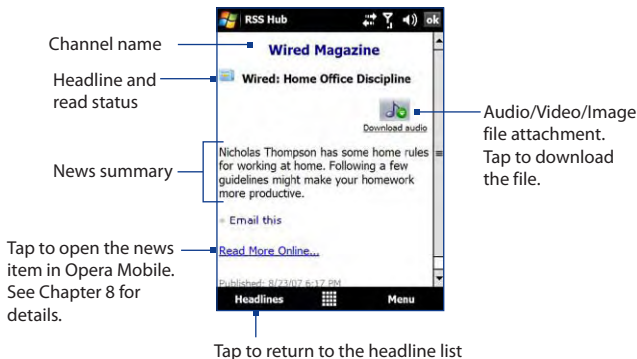 RSS Hub
ok
Channel name
Wired Magazine
Headline and
read status
Wired: Home Office Discipline
Download audio
Audio/Video/Image
file attachment.
Tap to download
the file.
News summary
Nicholas Thompson has some home rules
for working at home. Following a few
guidelines might make your homework
more productive.
Email this
Tap to open the news
item in Opera Mobile.
See Chapter 8 for
details.
Read More Online...
Published: 8/23/07 6:17 PM
Headlines
Menu
Tap to return to the headline list